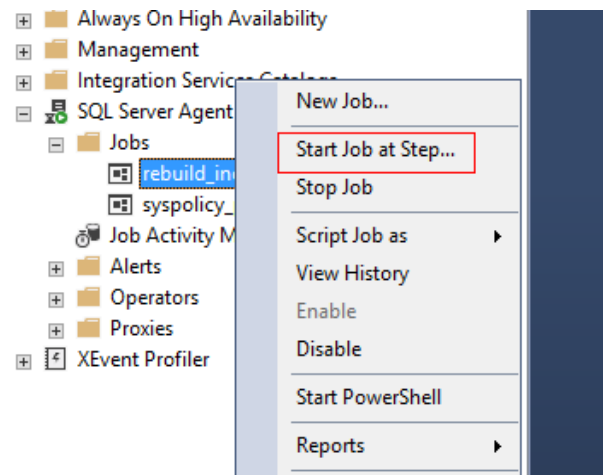 Always On High Availability
Management
Integration Services Catalogs
SQL Server Agent
Jobs
rebuild_in
syspolicy_
Job Activity M
Alerts
Operators
Proxies
XEvent Profiler
New Job...
Start Job at Step...
Stop Job
Script Job as
View History
Enable
Disable
Start PowerShell
Reports